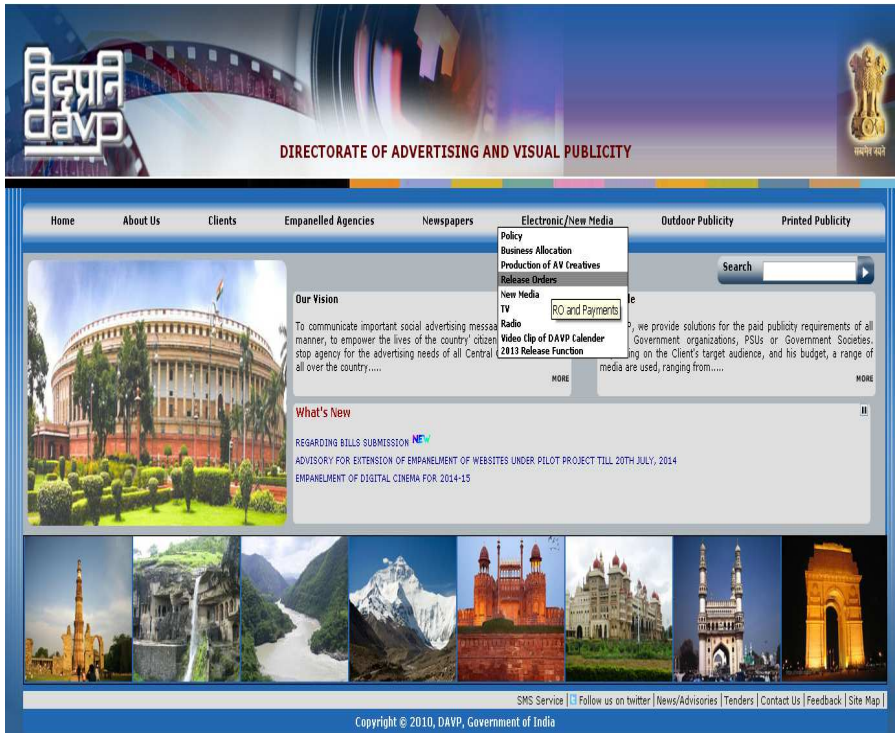 विदृप्रनि
davp
सत्यमेव जयते
DIRECTORATE OF ADVERTISING AND VISUAL PUBLICITY
Home About Us Clients Empanelled Agencies Newspapers Electronic/New Media Outdoor Publicity Printed Publicity
Policy
Business Allocation
Production of AV Creatives
Release Orders
New Media
TV
RO and Payments
Radio
Video Clip of DAVP Calender
2013 Release Function
Search
Our Vision
To communicate important social advertising
manner, to empower the lives of the country' citizen
stop agency for the advertising needs of all Central
all over the country.....
MORE
we provide solutions for the paid publicity requirements of all
Government organizations, PSUs or Government Societies.
on the Client's target audience, and his budget, a range of
media are used, ranging from.....
MORE
What's New
REGARDING BILLS SUBMISSION NEW
ADVISORY FOR EXTENSION OF EMPANELMENT OF WEBSITES UNDER PILOT PROJECT TILL 20TH JULY, 2014
EMPANELMENT OF DIGITAL CINEMA FOR 2014-15
SMS Service | Follow us on twitter | News/Advisories | Tenders | Contact Us | Feedback | Site Map |
Copyright © 2010, DAVP, Government of India